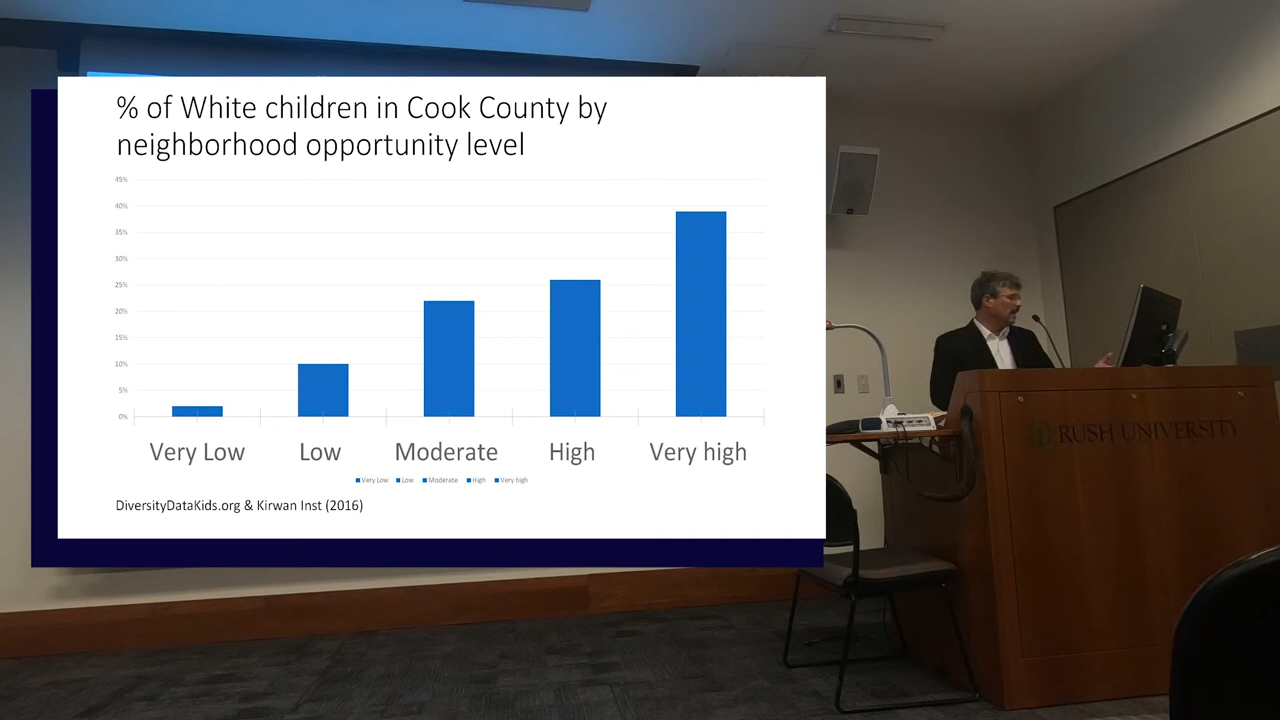 % of White children in Cook County by
neighborhood opportunity level
45%
40%
35%
30%
25%
20%
15%
10%
5%
0%
Very Low Low Moderate High Very high
Very Low Low Moderate High Very high
DiversityDataKids.org & Kirwan Inst (2016)
RUSH UNIVERSITY